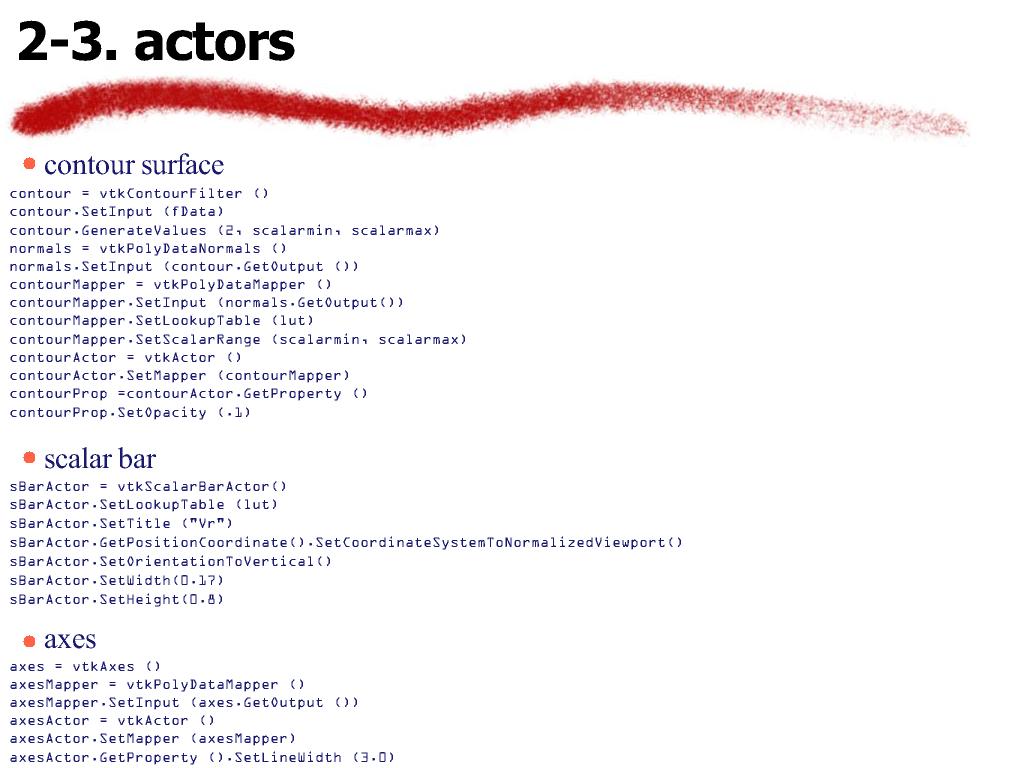 2-3. actors
contour surface
contour = vtkContourFilter ()
contour.SetInput (fData)
contour.GenerateValues (2, scalarmin, scalarmax)
normals = vtkPolyDataNormals ()
normals.SetInput (contour.GetOutput ())
contourMapper = vtkPolyDataMapper ()
contourMapper.SetInput (normals.GetOutput())
contourMapper.SetLookupTable (lut)
contourMapper.SetScalarRange (scalarmin, scalarmax)
contourActor = vtkActor ()
contourActor.SetMapper (contourMapper)
contourProp =contourActor.GetProperty ()
contourProp.SetOpacity (.1)
scalar bar
sBarActor = vtkScalarBarActor()
sBarActor.SetLookupTable (lut)
sBarActor.SetTitle ("Vr")
sBarActor.GetPositionCoordinate().SetCoordinateSystemToNormalizedViewport()
sBarActor.SetOrientationToVertical()
sBarActor.SetWidth(0.17)
sBarActor.SetHeight(0.8)
axes
axes = vtkAxes ()
axesMapper = vtkPolyDataMapper ()
axesMapper.SetInput (axes.GetOutput ())
axesActor = vtkActor ()
axesActor.SetMapper (axesMapper)
axesActor.GetProperty ().SetLineWidth (3.0)